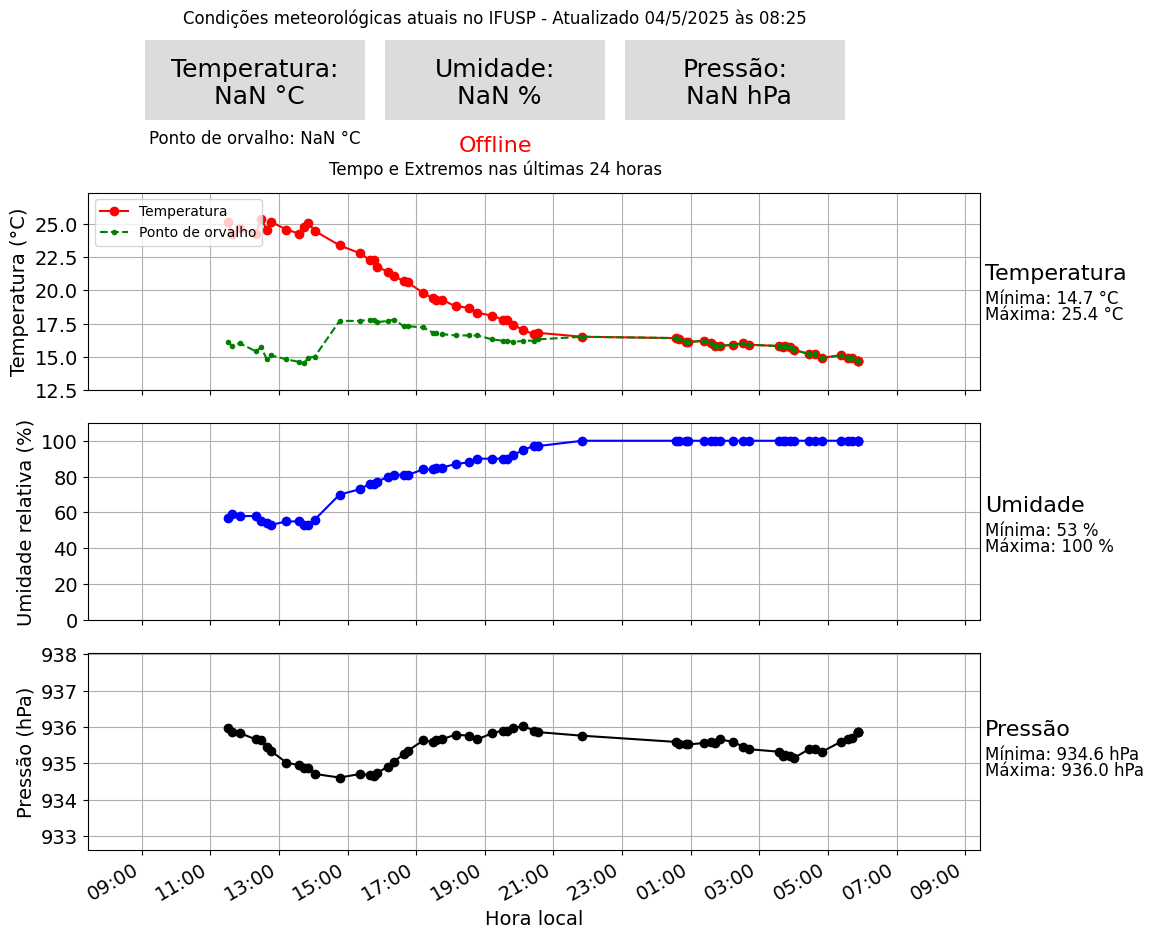 Condições meteorológicas atuais no IFUSP - Atualizado 04/5/2025 às 08:25
Temperatura:
NaN °C
Umidade:
NaN %
Pressão:
NaN hPa
Ponto de orvalho: NaN °C
Offline
Tempo e Extremos nas últimas 24 horas
Temperatura (°C)
25.0
22.5
20.0
17.5
15.0
12.5
Temperatura
Ponto de orvalho
Temperatura
Mínima: 14.7 °C
Máxima: 25.4 °C
Umidade relativa (%)
100
80
60
40
20
0
Umidade
Mínima: 53 %
Máxima: 100 %
Pressão (hPa)
938
937
936
935
934
933
Pressão
Mínima: 934.6 hPa
Máxima: 936.0 hPa
09:00 11:00 13:00 15:00 17:00 19:00 21:00 23:00 01:00 03:00 05:00 07:00 09:00
Hora local